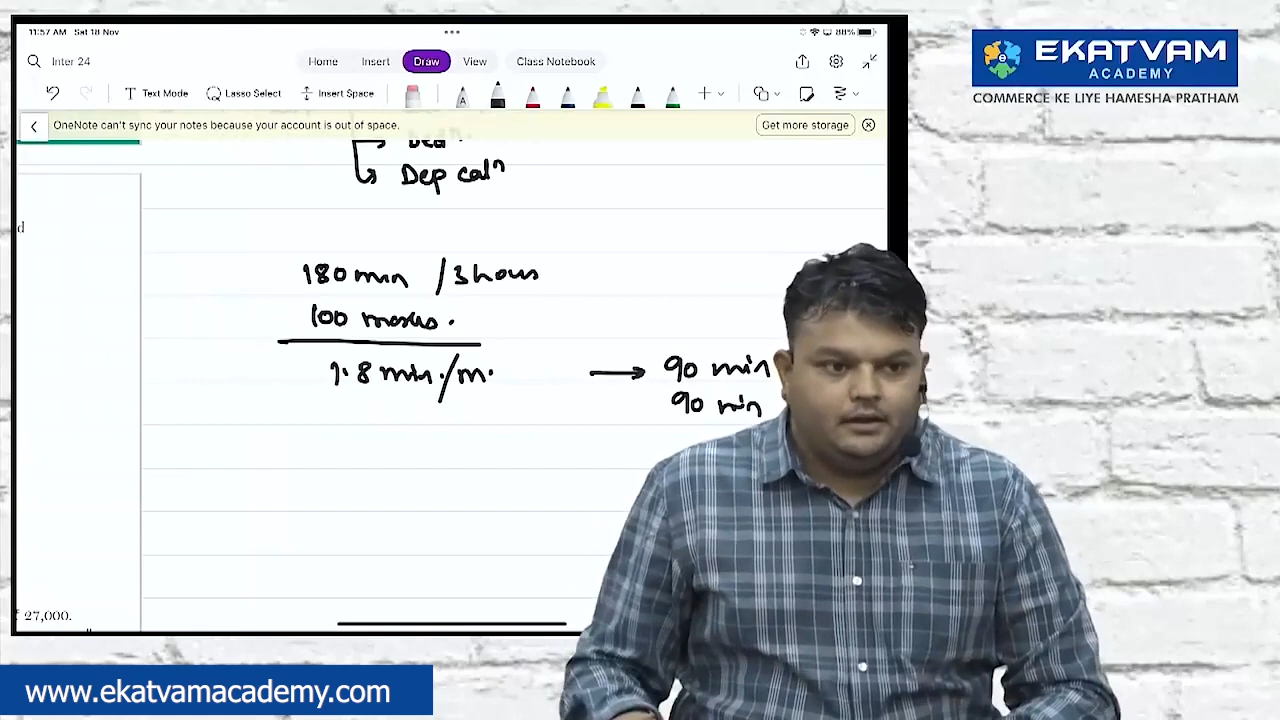 11:57 AM Sat 18 Nov
88%
EKATVAM
ACADEMY
COMMERCE KE LIYE HAMESHA PRATHAM
Inter 24
Home Insert Draw View Class Notebook
Text Mode Lasso Select Insert Space
OneNote can't sync your notes because your account is out of space. Get more storage
Dep calⁿ
d
180 min / 3 hours
100 marks.
1.8 min./m.
→ 90 min
90 min
₹ 27,000.
www.ekatvamacademy.com